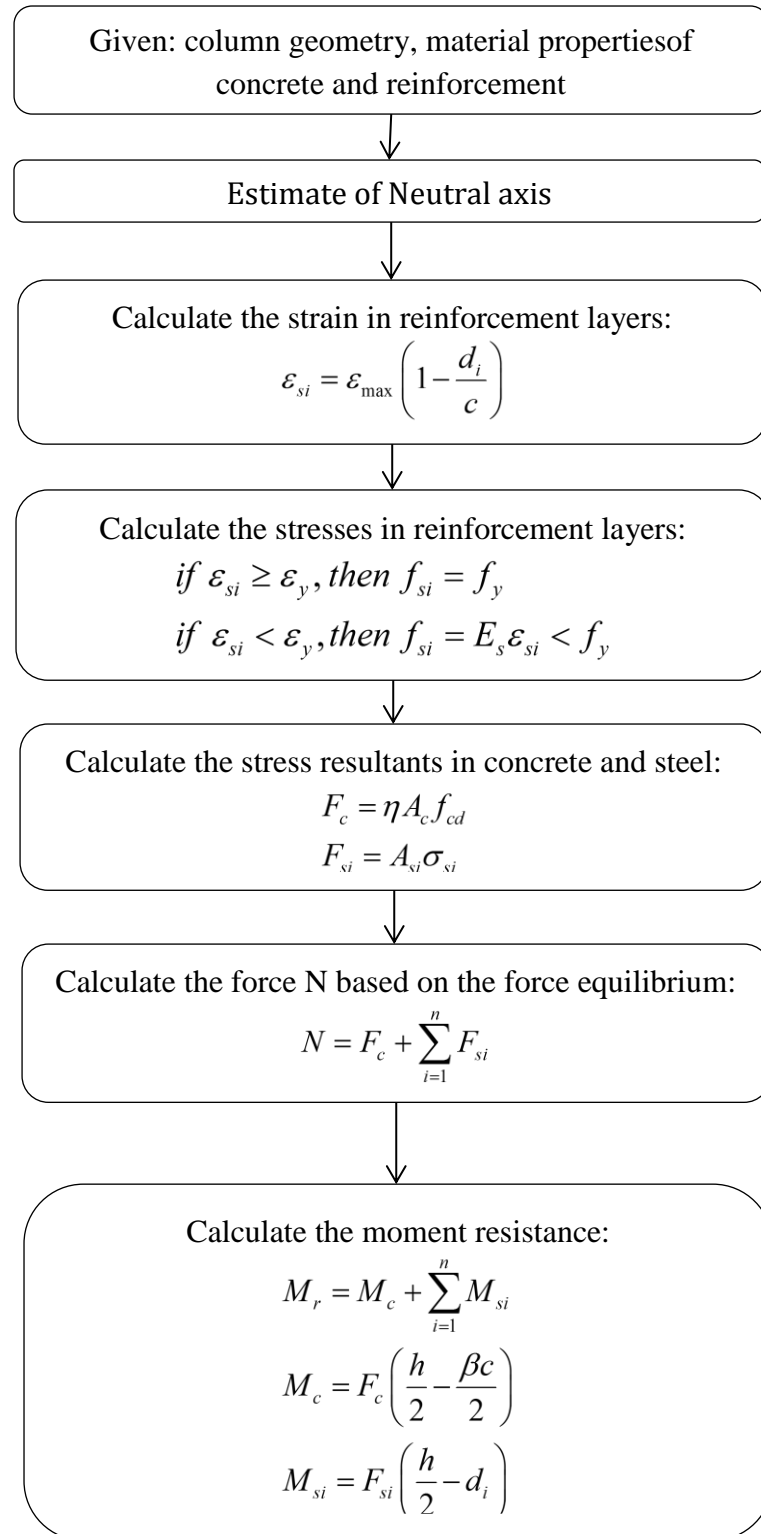 Given: column geometry, material propertiesof
concrete and reinforcement
Estimate of Neutral axis
Calculate the strain in reinforcement layers:
ε_si = ε_max (1 − d_i / c)
Calculate the stresses in reinforcement layers:
if ε_si ≥ ε_y, then f_si = f_y
if ε_si < ε_y, then f_si = E_s ε_si < f_y
Calculate the stress resultants in concrete and steel:
F_c = η A_c f_cd
F_si = A_si σ_si
Calculate the force N based on the force equilibrium:
N = F_c + ∑_{i=1}^{n} F_si
Calculate the moment resistance:
M_r = M_c + ∑_{i=1}^{n} M_si
M_c = F_c (h/2 − βc/2)
M_si = F_si (h/2 − d_i)